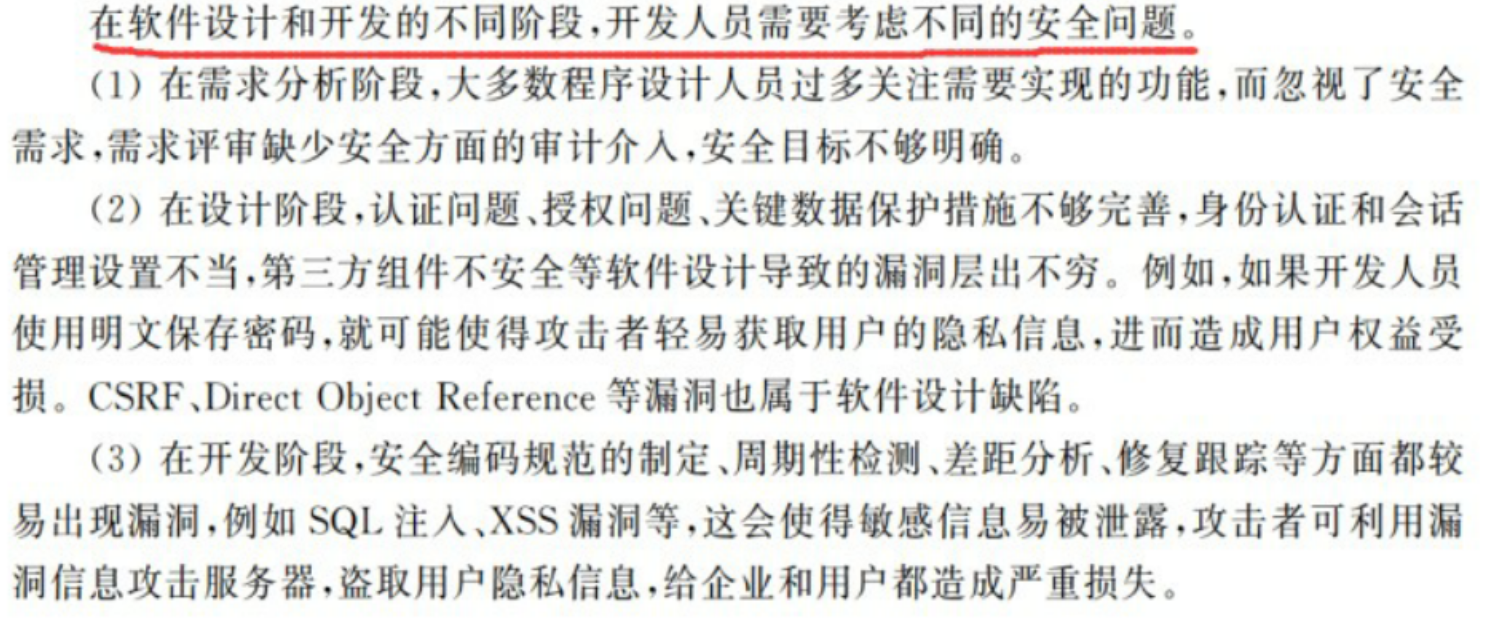 在软件设计和开发的不同阶段,开发人员需要考虑不同的安全问题。
(1) 在需求分析阶段,大多数程序设计人员过多关注需要实现的功能,而忽视了安全
需求,需求评审缺少安全方面的审计介入,安全目标不够明确。
(2) 在设计阶段,认证问题、授权问题、关键数据保护措施不够完善,身份认证和会话
管理设置不当,第三方组件不安全等软件设计导致的漏洞层出不穷。例如,如果开发人员
使用明文保存密码,就可能使得攻击者轻易获取用户的隐私信息,进而造成用户权益受
损。CSRF、Direct Object Reference 等漏洞也属于软件设计缺陷。
(3) 在开发阶段,安全编码规范的制定、周期性检测、差距分析、修复跟踪等方面都较
易出现漏洞,例如 SQL 注入、XSS 漏洞等,这会使得敏感信息易被泄露,攻击者可利用漏
洞信息攻击服务器,盗取用户隐私信息,给企业和用户都造成严重损失。